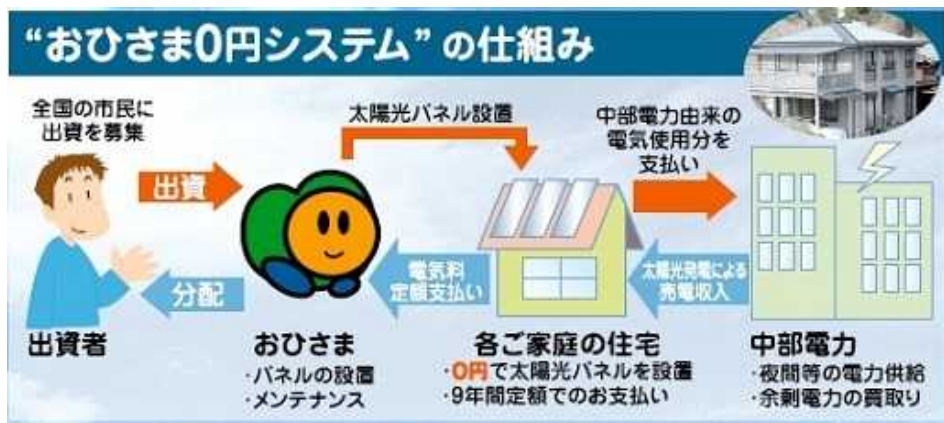 “おひさま0円システム”の仕組み
全国の市民に
出資を募集
太陽光パネル設置
中部電力由来の
電気使用分を
支払い
出資
分配
電気料
定額支払い
太陽光発電による
売電収入
出資者
おひさま
・パネルの設置
・メンテナンス
各ご家庭の住宅
・0円で太陽光パネルを設置
・9年間定額でのお支払い
中部電力
・夜間等の電力供給
・余剰電力の買取り